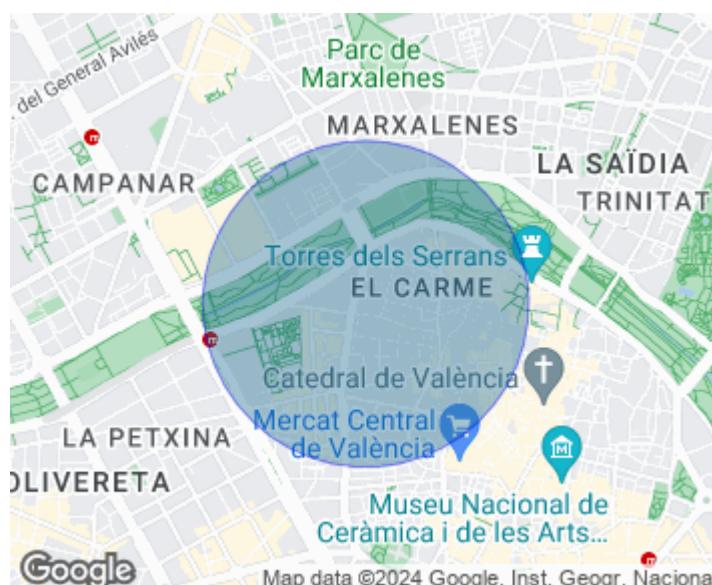 . del General Avilés
Parc de
Marxalenes
MARXALENES
LA SAÏDIA
CAMPANAR
TRINITAT
Torres dels Serrans
EL CARME
Catedral de València
Mercat Central
de València
LA PETXINA
OLIVERETA
Museu Nacional de
Ceràmica i de les Arts...
Google
Map data ©2024 Google, Inst. Geogr. Naciona